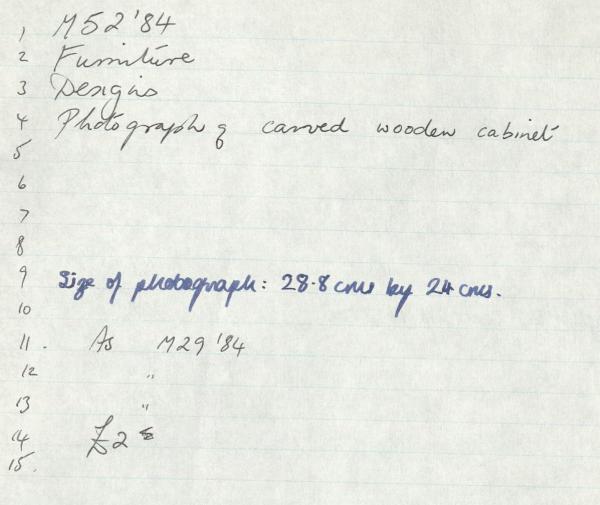 1 M52'84
2 Furniture
3 Designs
4 Photograph of carved wooden cabinet
5
6
7
8
9 Size of photograph: 28.8 cms by 24 cms.
10
11. As M29'84
12 "
13 "
14 £2
15.